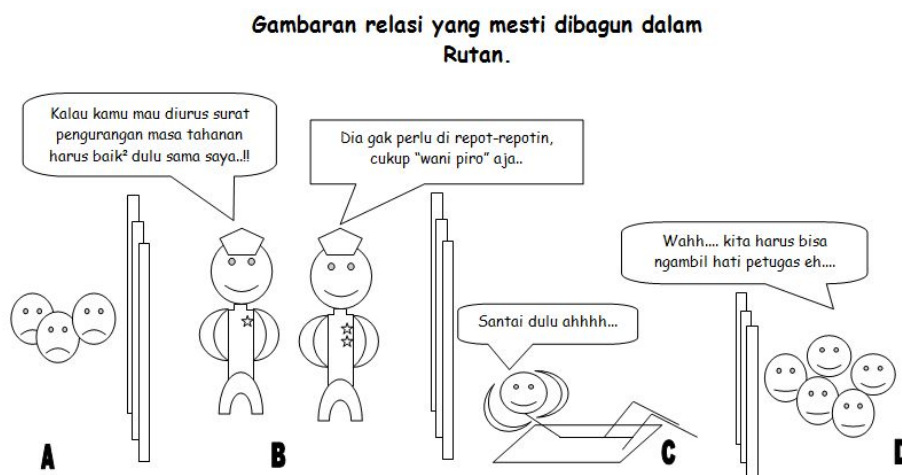 Gambaran relasi yang mesti dibagun dalam
Rutan.
Kalau kamu mau diurus surat
pengurangan masa tahanan
harus baik² dulu sama saya..!!
Dia gak perlu di repot-repotin,
cukup "wani piro" aja..
Wahh.... kita harus bisa
ngambil hati petugas eh....
Santai dulu ahhhh...
A
B
C
D